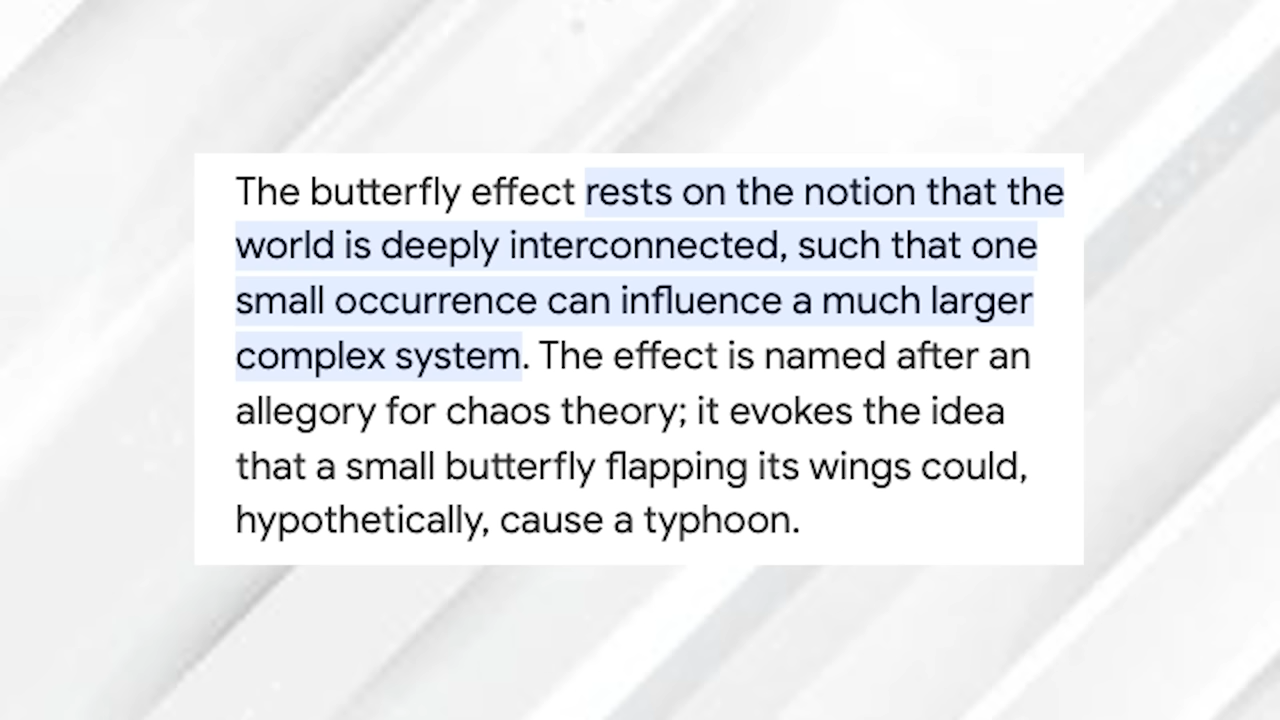 The butterfly effect rests on the notion that the
world is deeply interconnected, such that one
small occurrence can influence a much larger
complex system. The effect is named after an
allegory for chaos theory; it evokes the idea
that a small butterfly flapping its wings could,
hypothetically, cause a typhoon.